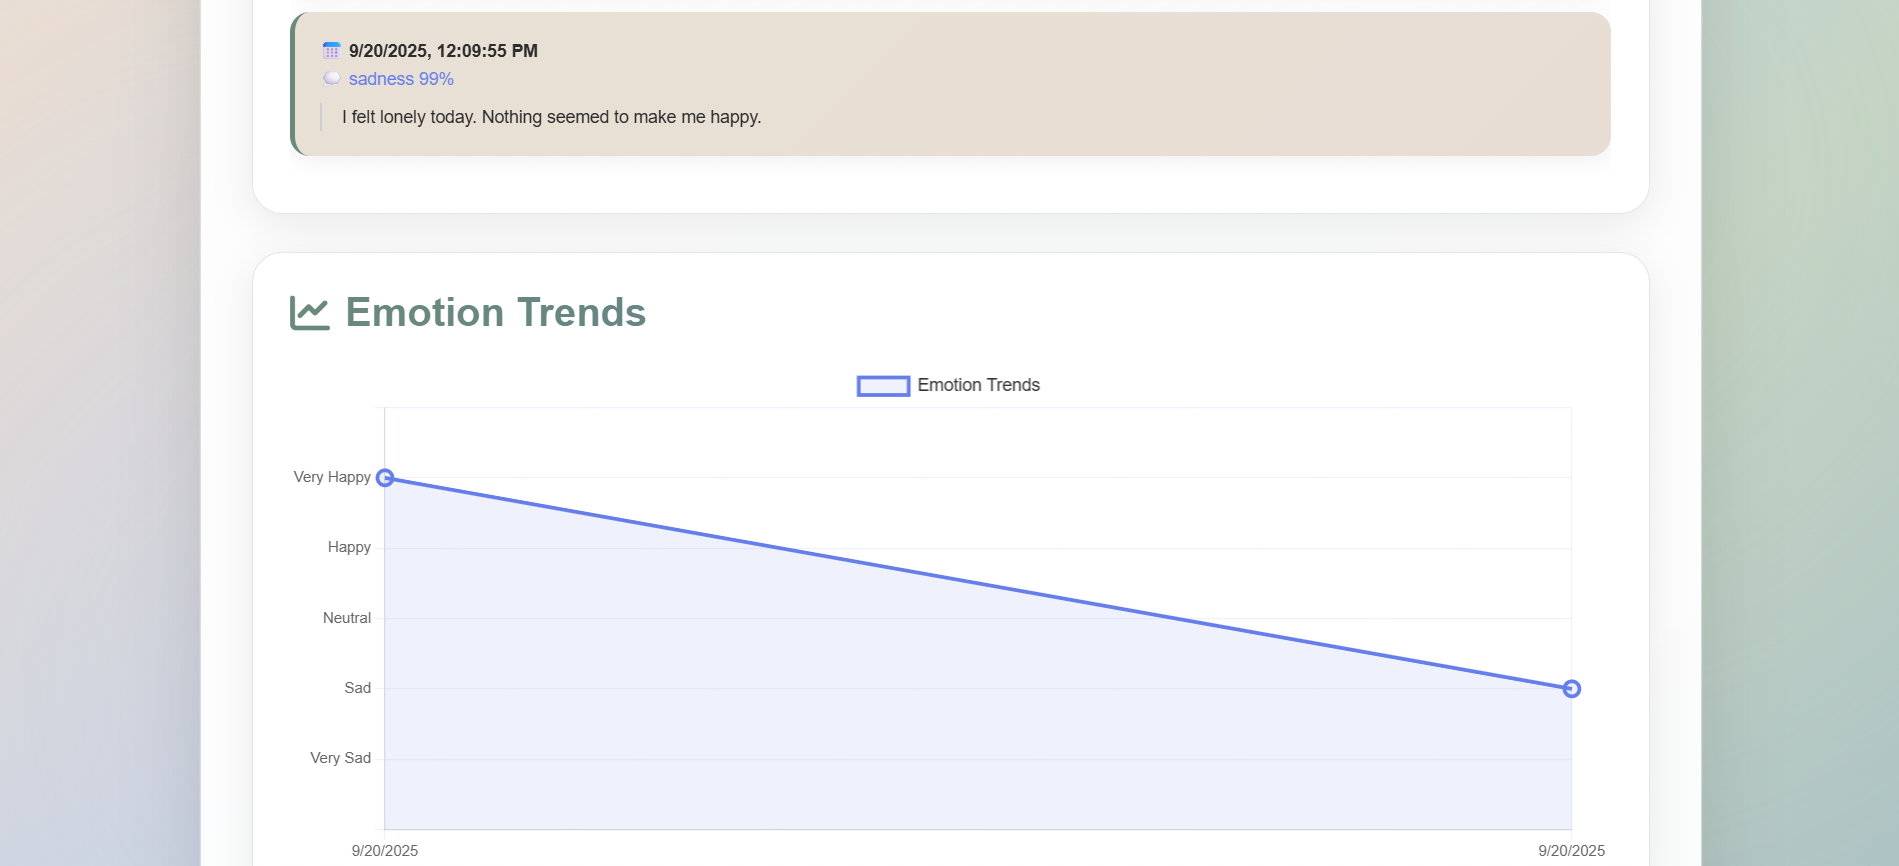 9/20/2025, 12:09:55 PM
sadness 99%
I felt lonely today. Nothing seemed to make me happy.
Emotion Trends
Emotion Trends
Very Happy
Happy
Neutral
Sad
Very Sad
9/20/2025 9/20/2025